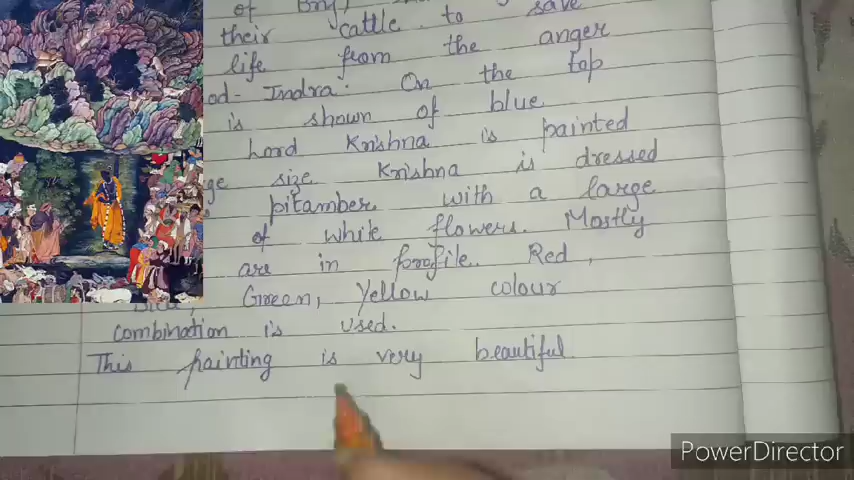 of
their cattle to save
life from the anger
od- Indra. On the top
is shown of blue
Lord Krishna is painted
ge size. Krishna is dressed
pitamber with a large
of white flowers. Mostly
are in profile. Red,
Green, Yellow colour
combination is used.
This painting is very beautiful.
PowerDirector